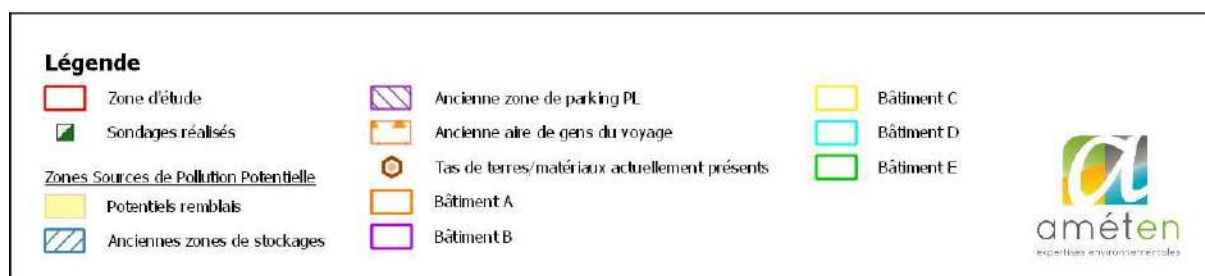 Légende
Zone d'étude
Sondages réalisés
Zones Sources de Pollution Potentielle
Potentiels remblais
Anciennes zones de stockages
Ancienne zone de parking PL
Ancienne aire de gens du voyage
Tas de terres/matériaux actuellement présents
Bâtiment A
Bâtiment B
Bâtiment C
Bâtiment D
Bâtiment E
améten
expertises environnementales